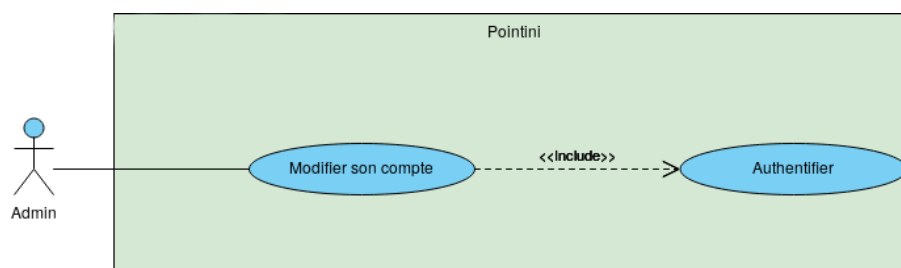 Pointini
<<Include>>
Modifier son compte
Authentifier
Admin